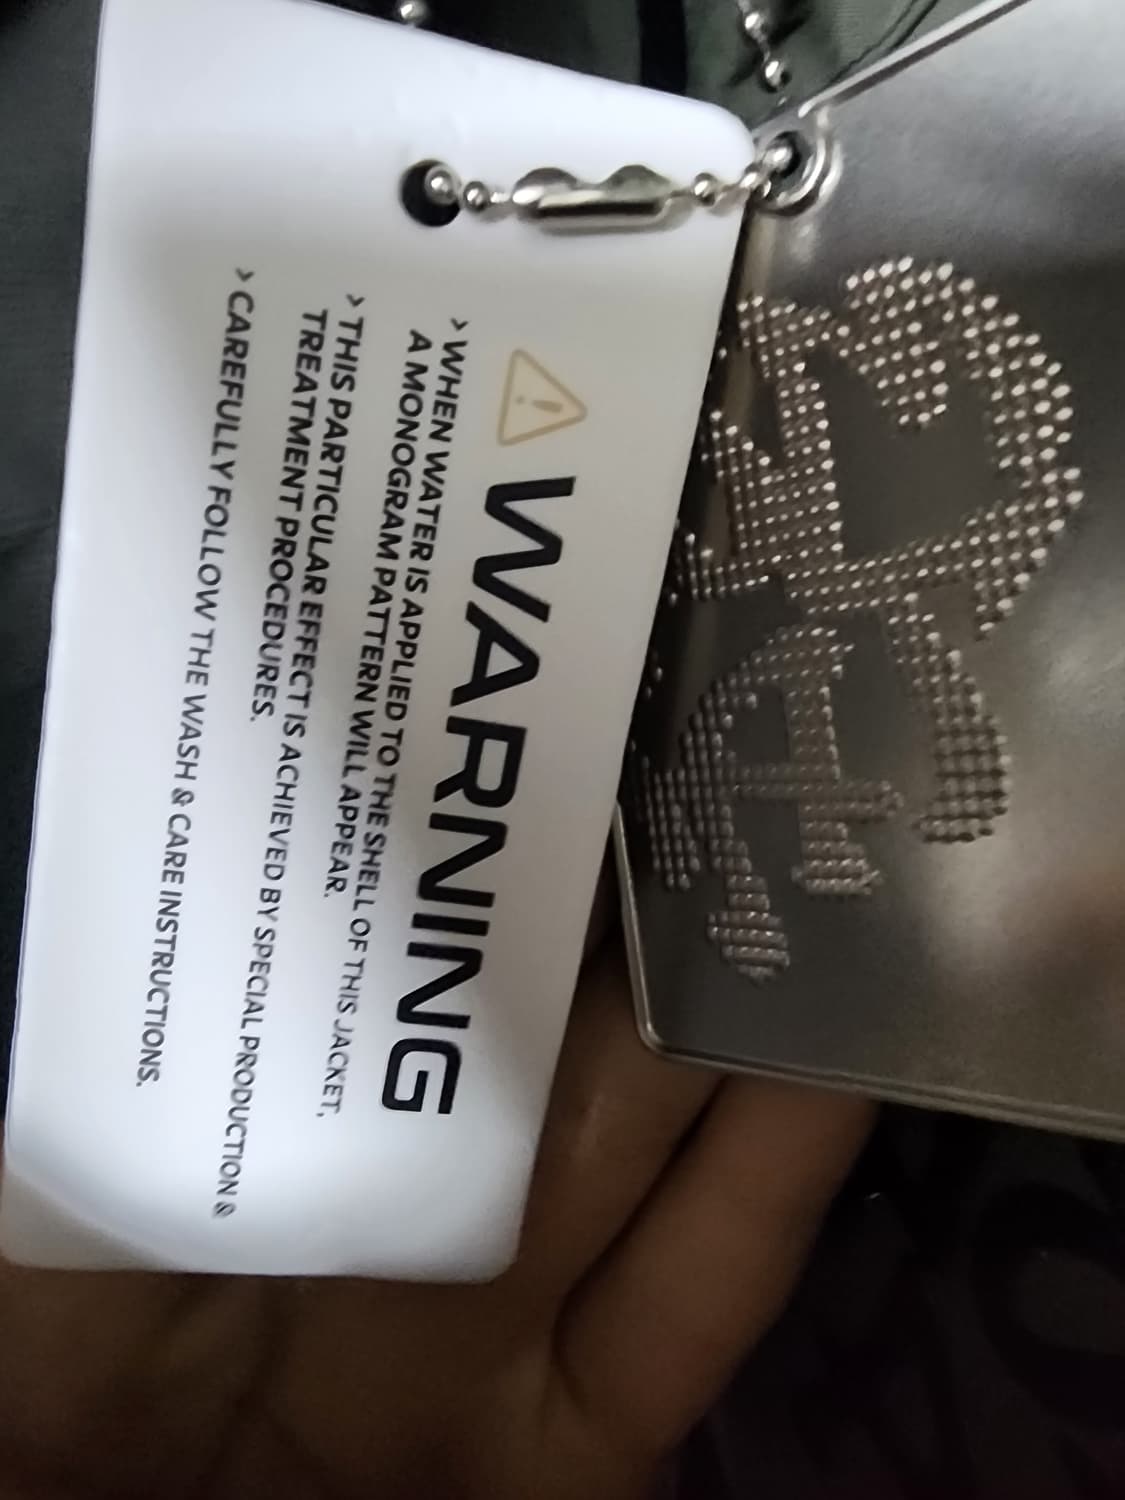 WARNING
> WHEN WATER IS APPLIED TO THE SHELL OF THIS JACKET,
A MONOGRAM PATTERN WILL APPEAR.
> THIS PARTICULAR EFFECT IS ACHIEVED BY SPECIAL PRODUCTION &
TREATMENT PROCEDURES.
> CAREFULLY FOLLOW THE WASH & CARE INSTRUCTIONS.